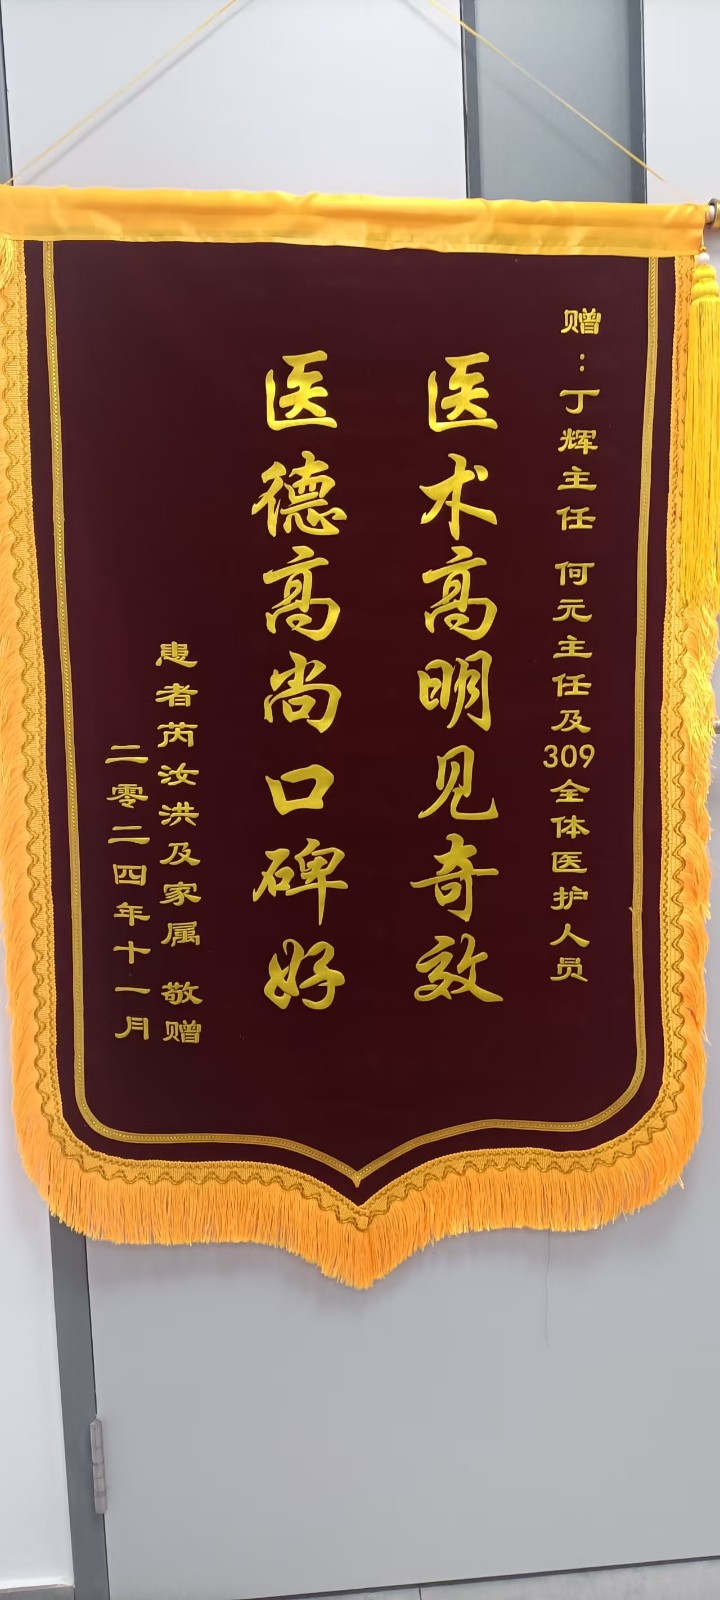 赠：丁辉主任 何元主任及309全体医护人员
医术高明见奇效
医德高尚口碑好
患者芮汝洪及家属 敬赠
二零二四年十一月